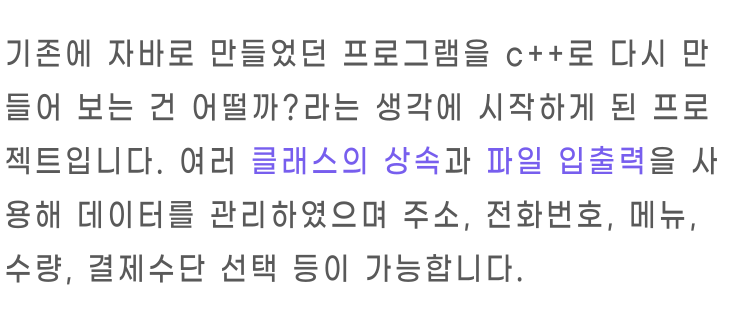 기존에 자바로 만들었던 프로그램을 c++로 다시 만
들어 보는 건 어떨까?라는 생각에 시작하게 된 프로
젝트입니다. 여러 클래스의 상속과 파일 입출력을 사
용해 데이터를 관리하였으며 주소, 전화번호, 메뉴,
수량, 결제수단 선택 등이 가능합니다.